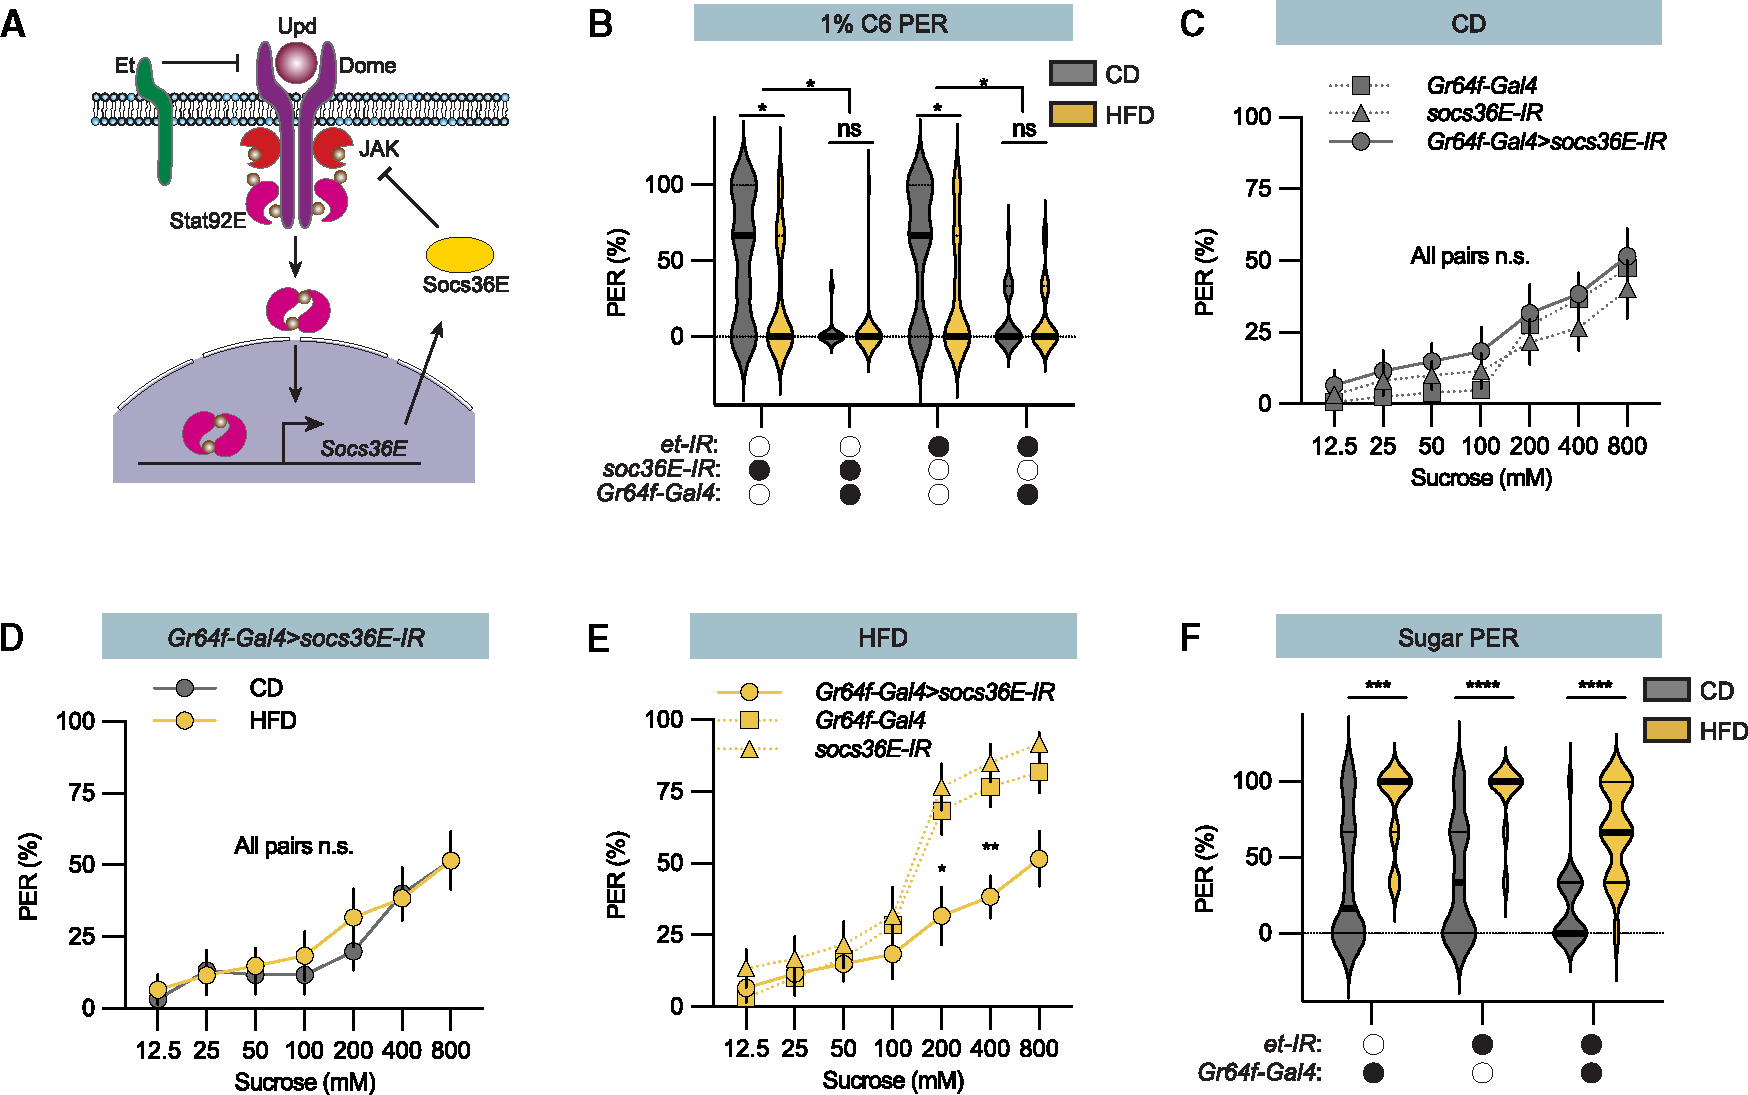 A
Upd
Et
Dome
JAK
Stat92E
Socs36E
Socs36E
B
1% C6 PER
CD
HFD
*
*
*
*
ns
ns
PER (%)
100
50
0
et-IR:
soc36E-IR:
Gr64f-Gal4:
C
CD
Gr64f-Gal4
socs36E-IR
Gr64f-Gal4>socs36E-IR
All pairs n.s.
PER (%)
100
75
50
25
0
12.5 25 50 100 200 400 800
Sucrose (mM)
D
Gr64f-Gal4>socs36E-IR
CD
HFD
All pairs n.s.
PER (%)
100
75
50
25
0
12.5 25 50 100 200 400 800
Sucrose (mM)
E
HFD
Gr64f-Gal4>socs36E-IR
Gr64f-Gal4
socs36E-IR
*
**
PER (%)
100
75
50
25
0
12.5 25 50 100 200 400 800
Sucrose (mM)
F
Sugar PER
*** **** ****
CD
HFD
PER (%)
100
50
0
et-IR:
Gr64f-Gal4: